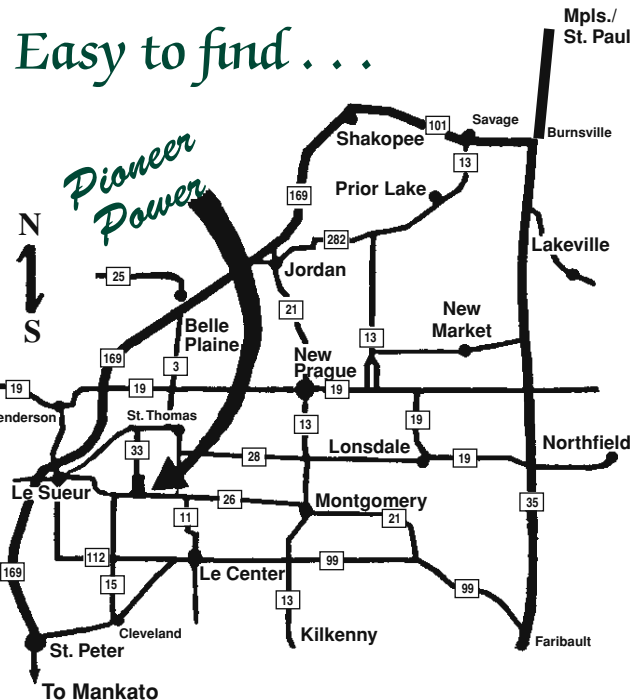 Easy to find . . .
Mpls./
St. Paul
Pioneer
Power
N
S
Shakopee
101
Savage
Burnsville
13
169
Prior Lake
282
Lakeville
Jordan
25
21
Belle
Plaine
New
Market
13
169
3
New
Prague
19
19
19
enderson
St. Thomas
13
19
33
28
Lonsdale
19
Northfield
Le Sueur
26
Montgomery
35
11
21
112
99
169
Le Center
15
99
13
Cleveland
Kilkenny
Faribault
St. Peter
To Mankato